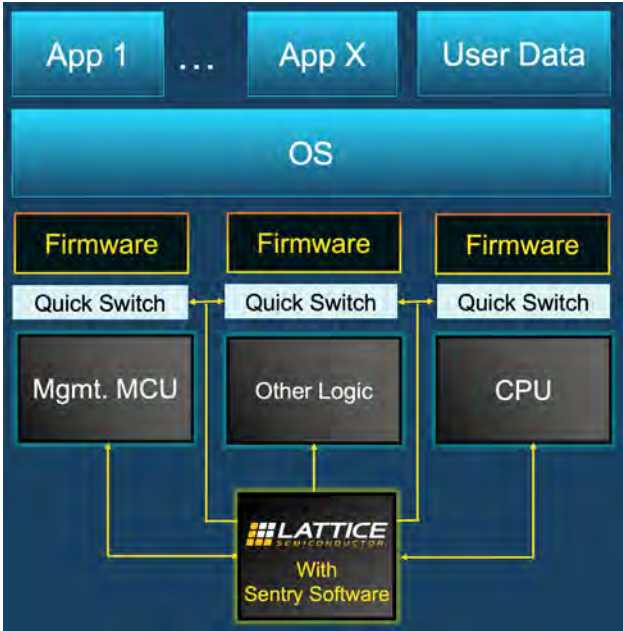 App 1 ... App X User Data
OS
Firmware Firmware Firmware
Quick Switch Quick Switch Quick Switch
Mgmt. MCU Other Logic CPU
LATTICE
SEMICONDUCTOR
With
Sentry Software